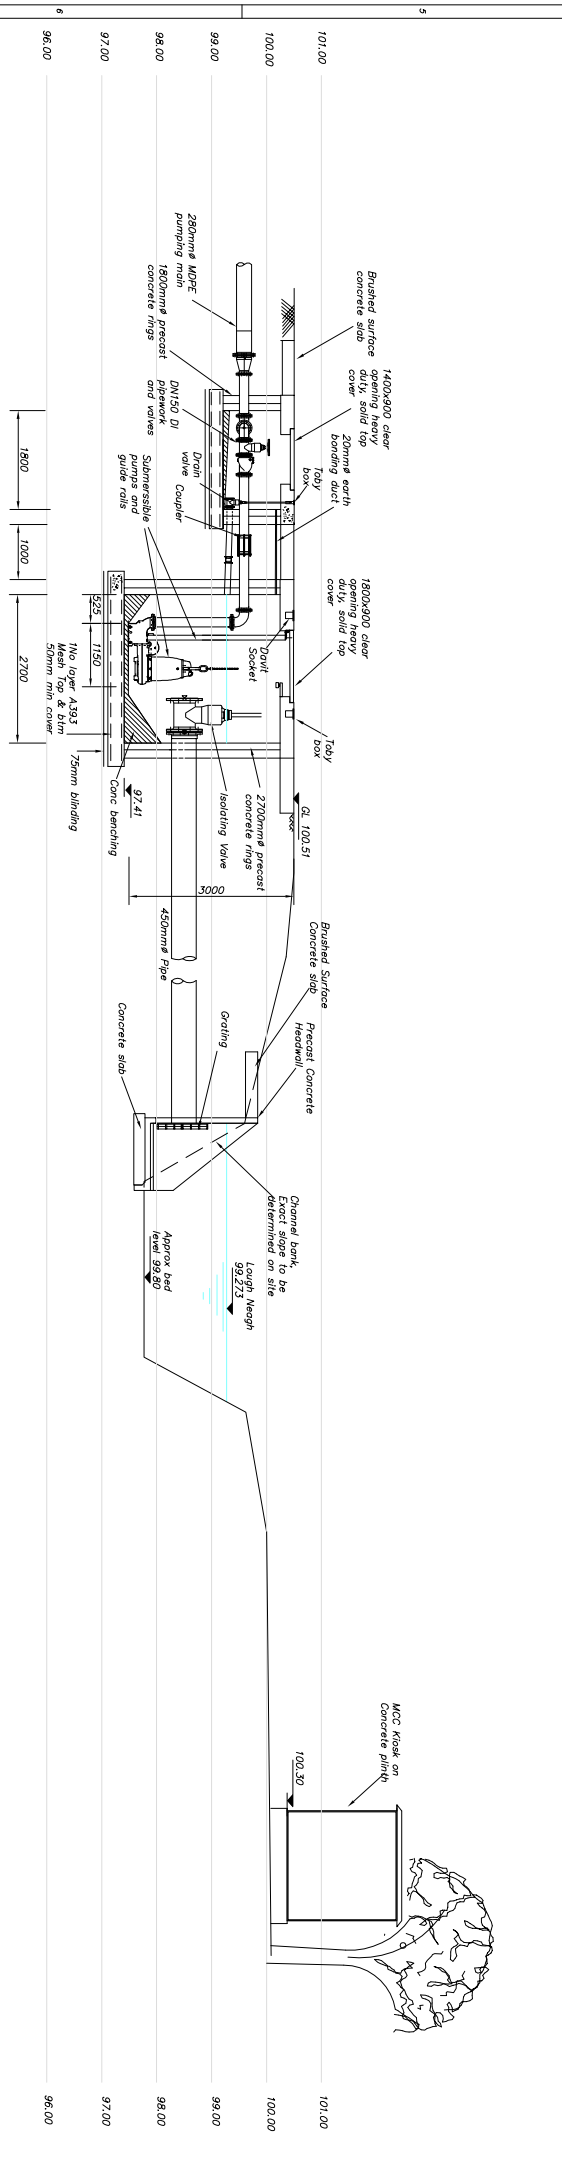 6
5
101.00
100.00
99.00
98.00
97.00
96.00
280mmØ MDPE
pumping main
1800mmØ precast
concrete rings
DN150 DI
pipework
and valves
Brushed surface
concrete slab
1400x900 clear
opening heavy
duty, solid top
cover
20mmØ earth
bonding duct
Toby
box
Drain
valve
Coupler
Submerssible
pumps and
guide rails
1800x900 clear
opening heavy
duty, solid top
cover
Davit
Socket
Toby
box
1800
1000
525
1150
2700
1No layer A393
Mesh Top & btm
50mm min cover
75mm blinding
Conc benching
97.41
Isolating Valve
2700mmØ precast
concrete rings
GL 100.51
3000
450mmØ Pipe
Brushed Surface
Concrete slab
Precast Concrete
Headwall
Grating
Concrete slab
Channel bank,
Exact slope to be
determined on site
Lough Neagh
99.273
Approx bed
level 99.80
MCC Kiosk on
Concrete plinth
100.30
101.00
100.00
99.00
98.00
97.00
96.00